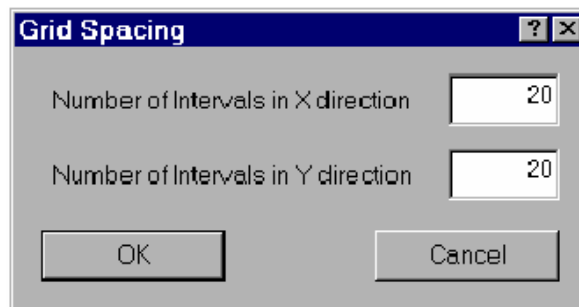 Grid Spacing ? ×
Number of Intervals in X direction 20
Number of Intervals in Y direction 20
OK Cancel